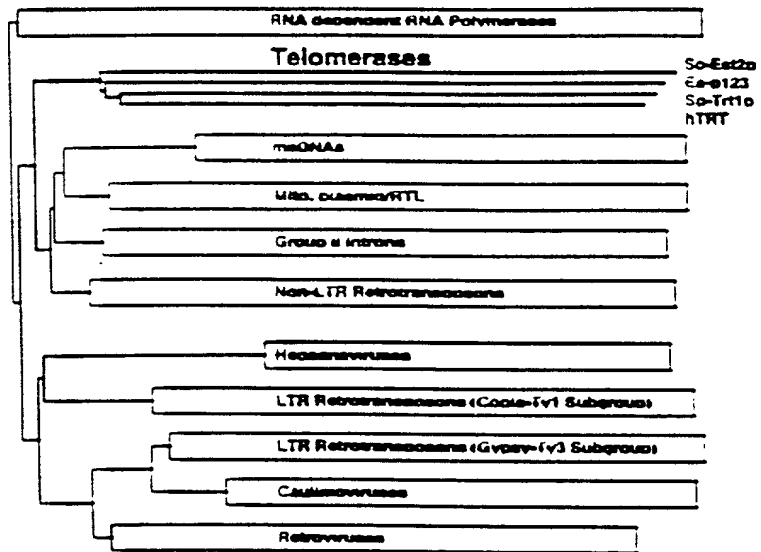 RNA dependent RNA Polymerases
Telomerases
Sc-Est2p
Ea-p123
Sp-Trt1p
hTRT
msDNAs
Mito. plasmid/RTL
Group II Introns
Non-LTR Retrotransposons
Hepadnaviruses
LTR Retrotransposons (Copia-Ty1 Subgroup)
LTR Retrotransposons (Gypsy-Ty3 Subgroup)
Caulimoviruses
Retroviruses